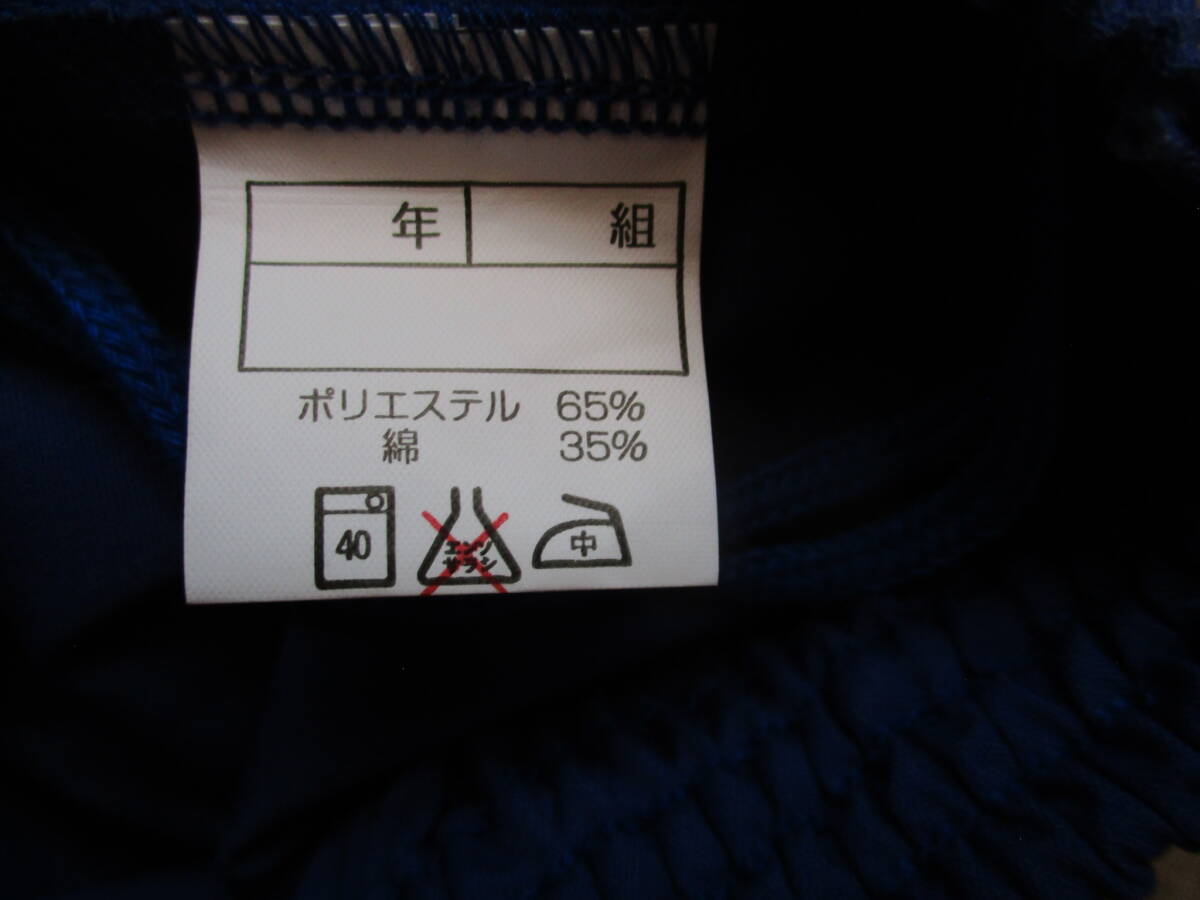 年 組
ポリエステル 65%
綿 35%
40 エンソ サラシ 中